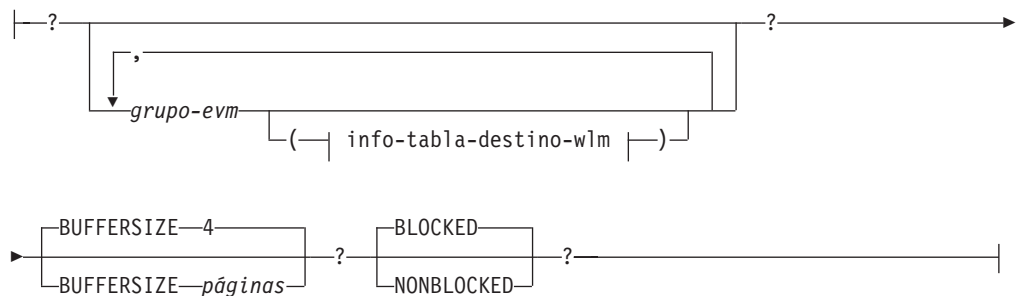 ? ?
,
grupo-evm
( info-tabla-destino-wlm )
BUFFERSIZE 4 BLOCKED
? ?
BUFFERSIZE páginas NONBLOCKED